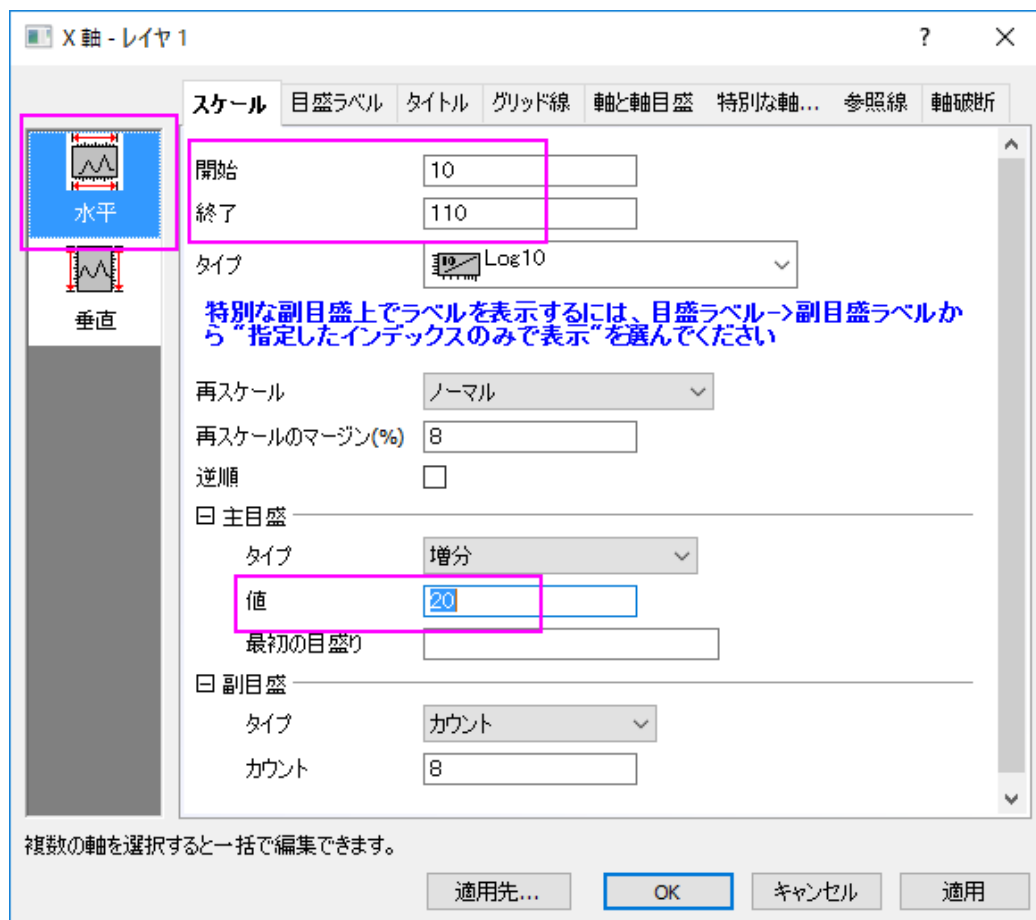 X 軸 - レイヤ 1
?
スケール 目盛ラベル タイトル グリッド線 軸と軸目盛 特別な軸... 参照線 軸破断
水平
垂直
開始 10
終了 110
タイプ Log10
特別な副目盛上でラベルを表示するには、目盛ラベル->副目盛ラベルか
ら "指定したインデックスのみで表示"を選んでください
再スケール ノーマル
再スケールのマージン(%) 8
逆順
主目盛
タイプ 増分
値 20
最初の目盛り
副目盛
タイプ カウント
カウント 8
複数の軸を選択すると一括で編集できます。
適用先... OK キャンセル 適用